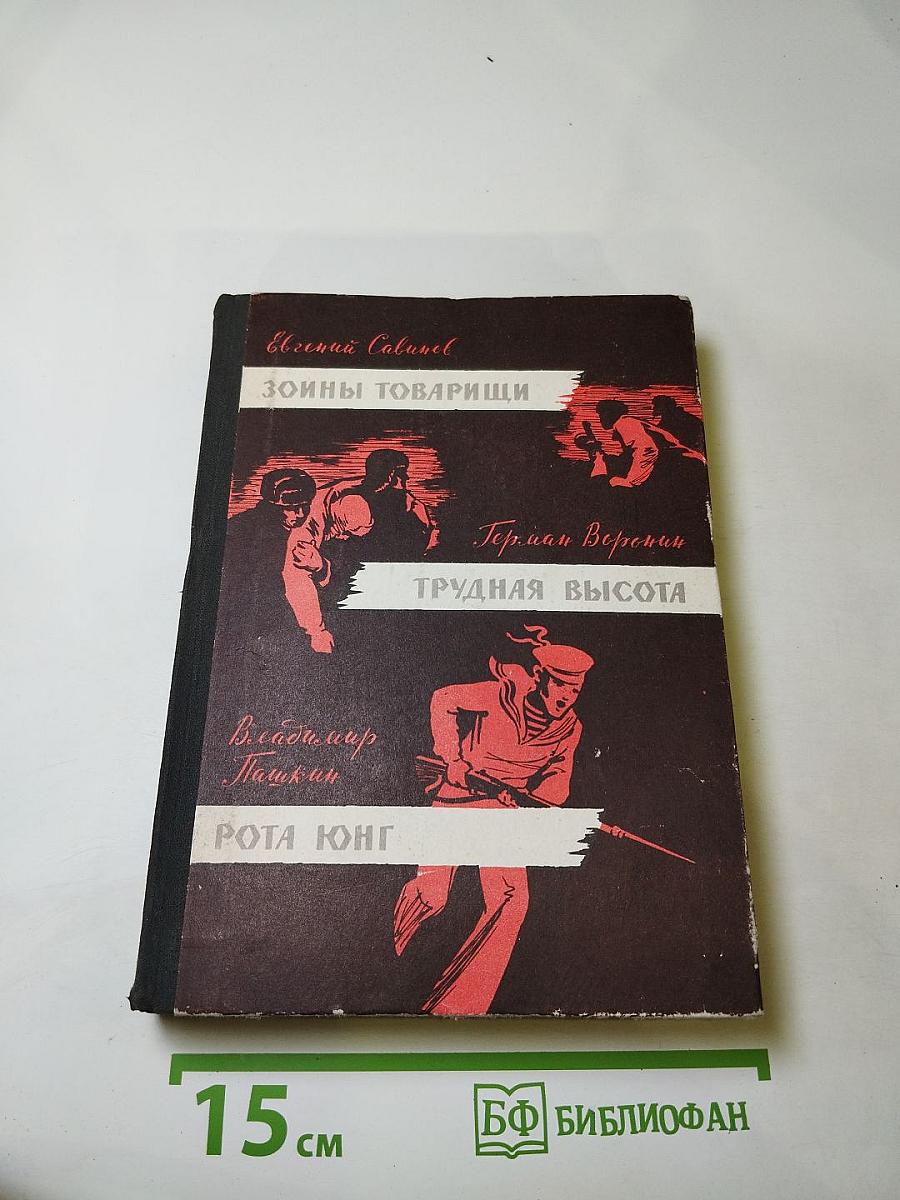 Евгений Савинов
ЗОИНЫ ТОВАРИЩИ
Герман Воронин
ТРУДНАЯ ВЫСОТА
Владимир
Пашкин
РОТА ЮНГ
15 см
БФ БИБЛИОФАН